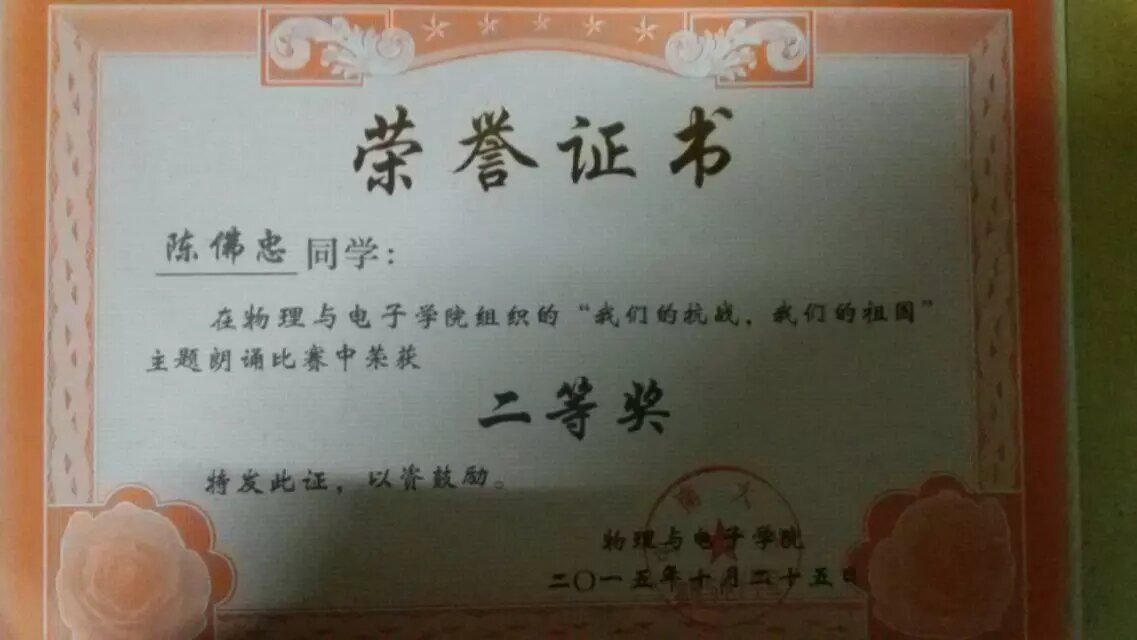 荣誉证书
陈佛忠同学：
在物理与电子学院组织的“我们的抗战，我们的祖国”
主题朗诵比赛中荣获
二等奖
特发此证，以资鼓励。
物理与电子学院
二〇一五年十月二十五日